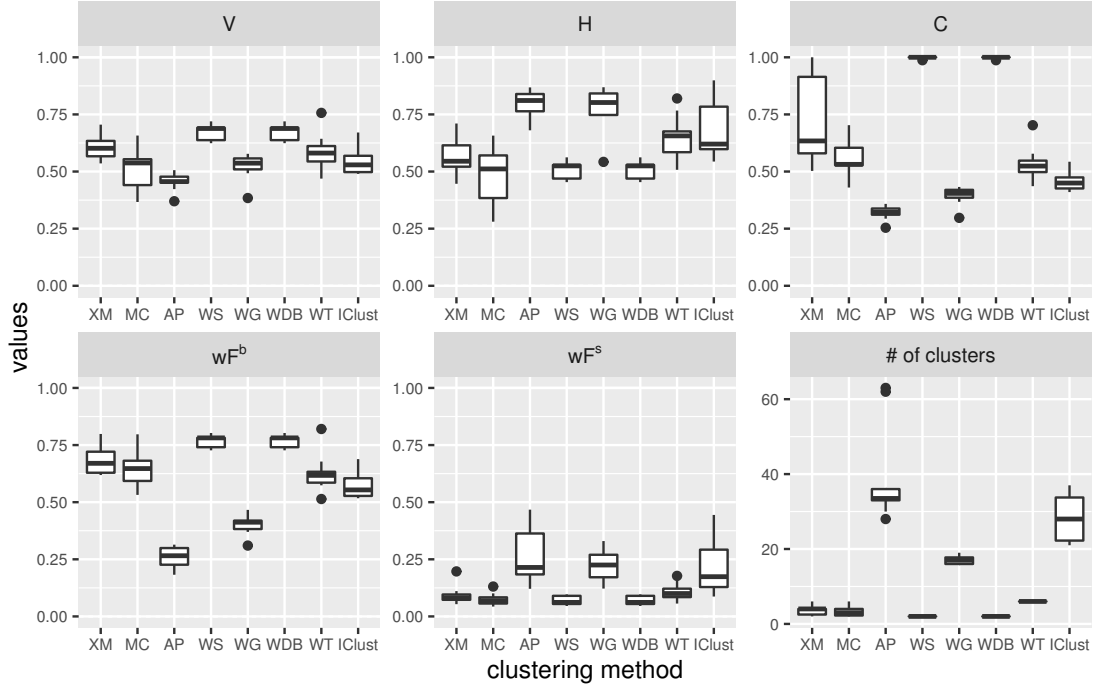 V H C
1.00 1.00 1.00
0.75 0.75 0.75
0.50 0.50 0.50
0.25 0.25 0.25
0.00 0.00 0.00
XM MC AP WS WG WDB WT IClust XM MC AP WS WG WDB WT IClust XM MC AP WS WG WDB WT IClust
values
wFᵇ wFˢ # of clusters
1.00 1.00
60
0.75 0.75
0.50 0.50 40
0.25 0.25 20
0.00 0.00 0
XM MC AP WS WG WDB WT IClust XM MC AP WS WG WDB WT IClust XM MC AP WS WG WDB WT IClust
clustering method